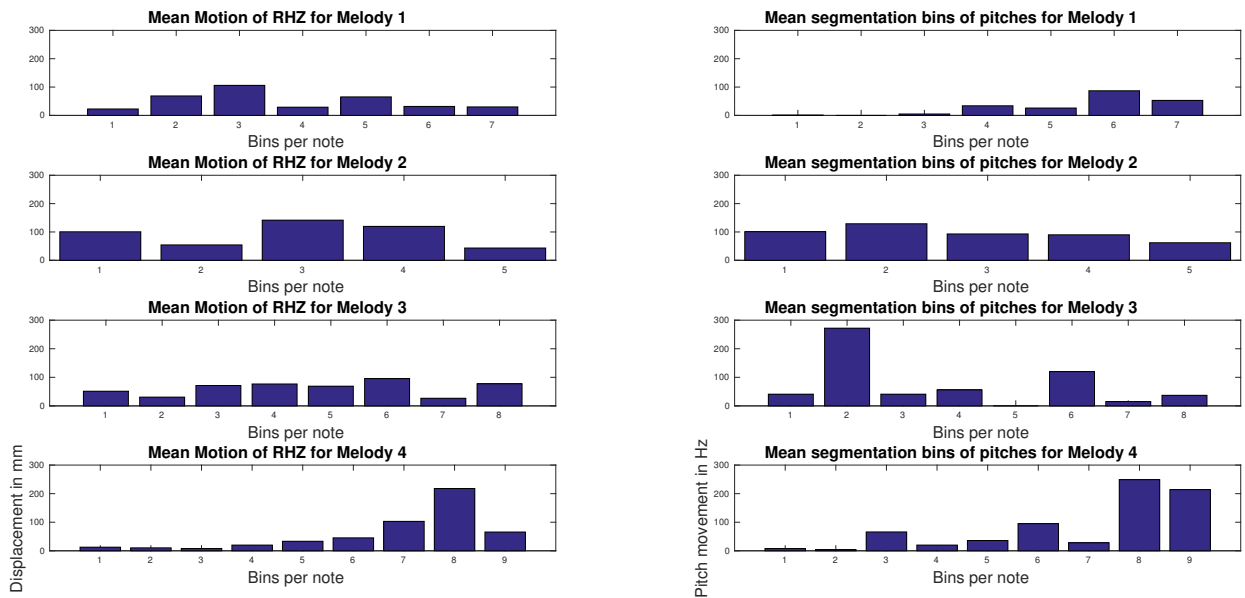 Mean Motion of RHZ for Melody 1
300
200
100
0
1 2 3 4 5 6 7
Bins per note
Mean Motion of RHZ for Melody 2
300
200
100
0
1 2 3 4 5
Bins per note
Mean Motion of RHZ for Melody 3
300
200
100
0
1 2 3 4 5 6 7 8
Bins per note
Mean Motion of RHZ for Melody 4
300
200
100
0
1 2 3 4 5 6 7 8 9
Bins per note
Displacement in mm
Mean segmentation bins of pitches for Melody 1
300
200
100
0
1 2 3 4 5 6 7
Bins per note
Mean segmentation bins of pitches for Melody 2
300
200
100
0
1 2 3 4 5
Bins per note
Mean segmentation bins of pitches for Melody 3
300
200
100
0
1 2 3 4 5 6 7 8
Bins per note
Mean segmentation bins of pitches for Melody 4
300
200
100
0
1 2 3 4 5 6 7 8 9
Bins per note
Pitch movement in Hz